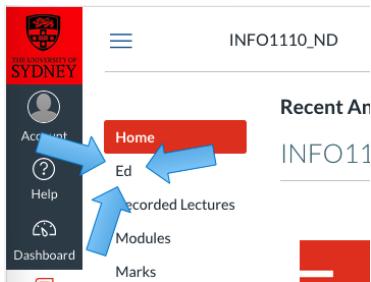 THE UNIVERSITY OF
SYDNEY
INFO1110_ND
Account
Help
Dashboard
Home
Ed
Recorded Lectures
Modules
Marks
Recent An
INFO11